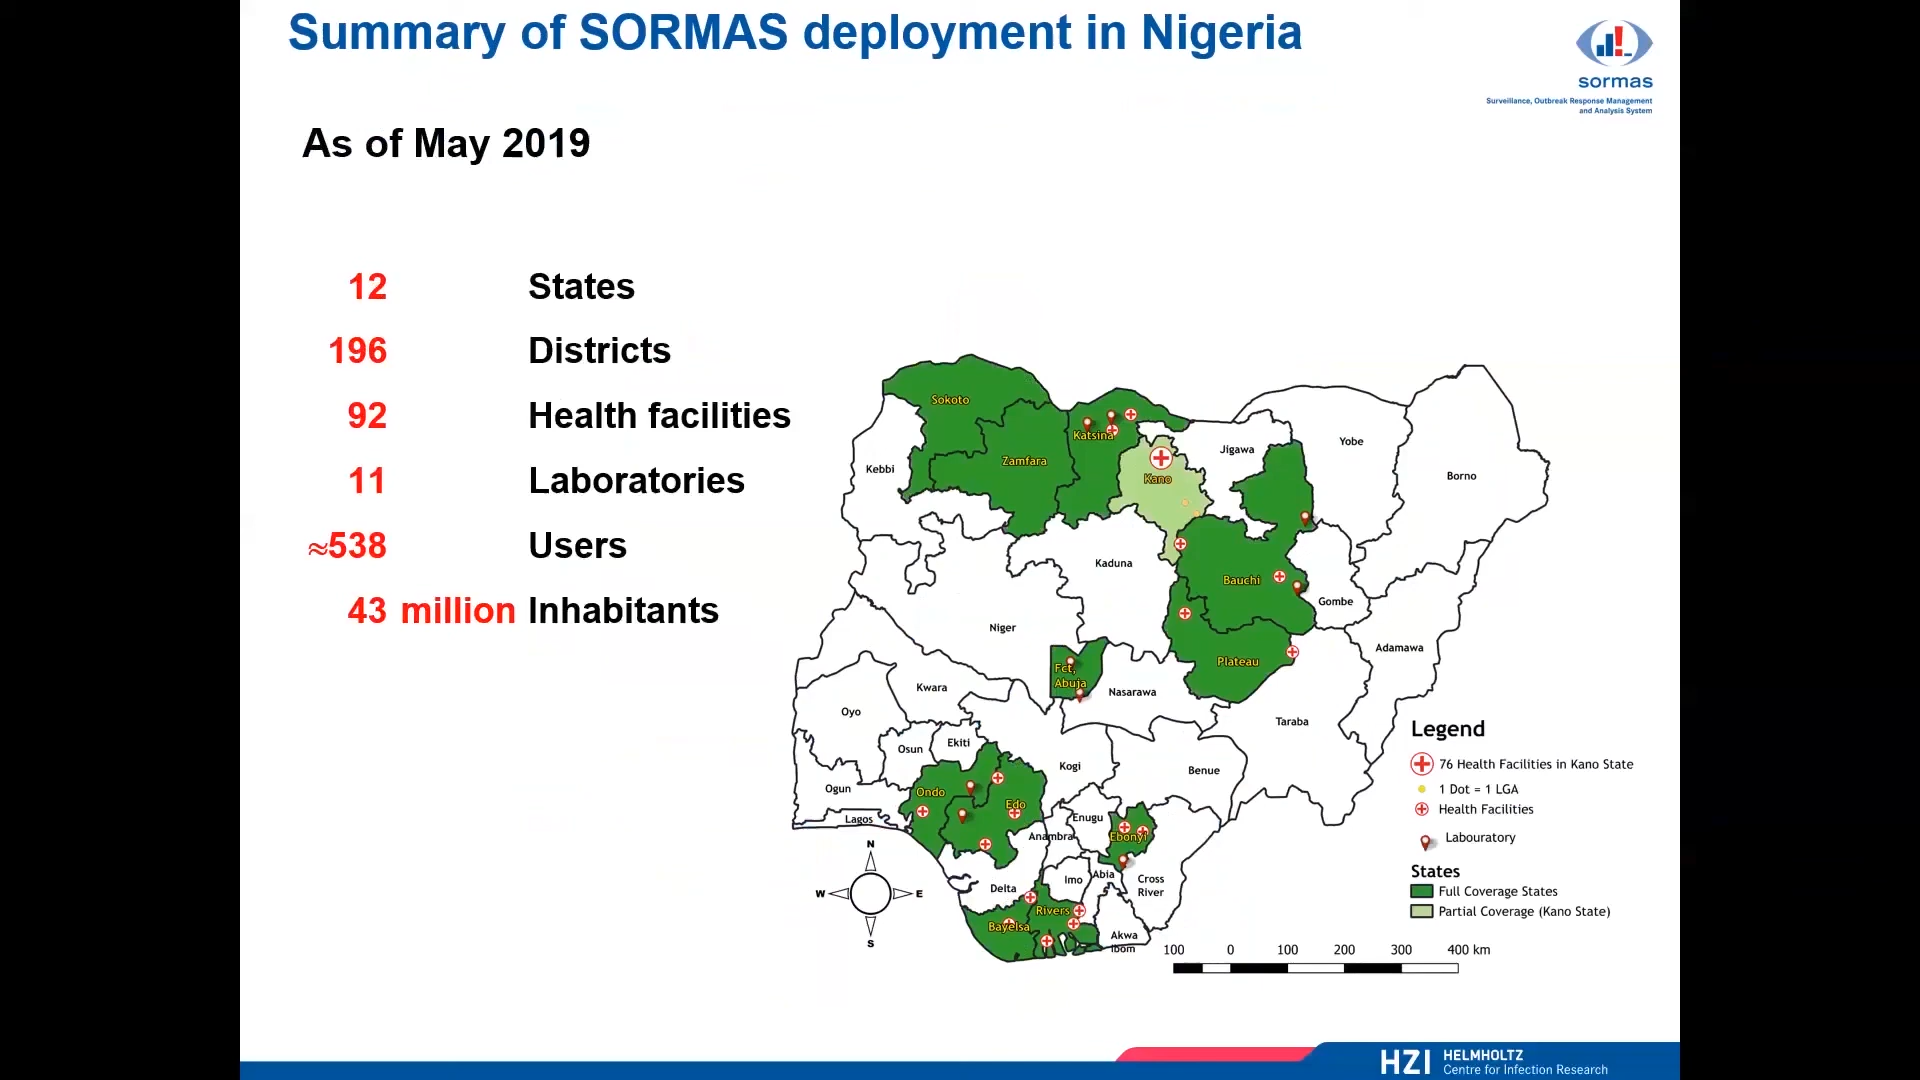 Summary of SORMAS deployment in Nigeria
sormas
Surveillance, Outbreak Response Management
and Analysis System
As of May 2019
12 States
196 Districts
92 Health facilities
11 Laboratories
≈538 Users
43 million Inhabitants
Sokoto
Katsina
Zamfara
Kebbi
Kano
Jigawa
Yobe
Borno
Kaduna
Bauchi
Gombe
Niger
Plateau
Adamawa
Fct,
Abuja
Nasarawa
Kwara
Oyo
Taraba
Osun
Ekiti
Kogi
Benue
Ogun
Ondo
Edo
Lagos
Enugu
Anambra
Ebonyi
Delta
Imo
Abia
Cross
River
Rivers
Bayelsa
Akwa
Ibom
N
W E
S
Legend
76 Health Facilities in Kano State
1 Dot = 1 LGA
Health Facilities
Labouratory
States
Full Coverage States
Partial Coverage (Kano State)
100 0 100 200 300 400 km
HZI HELMHOLTZ
Centre for Infection Research